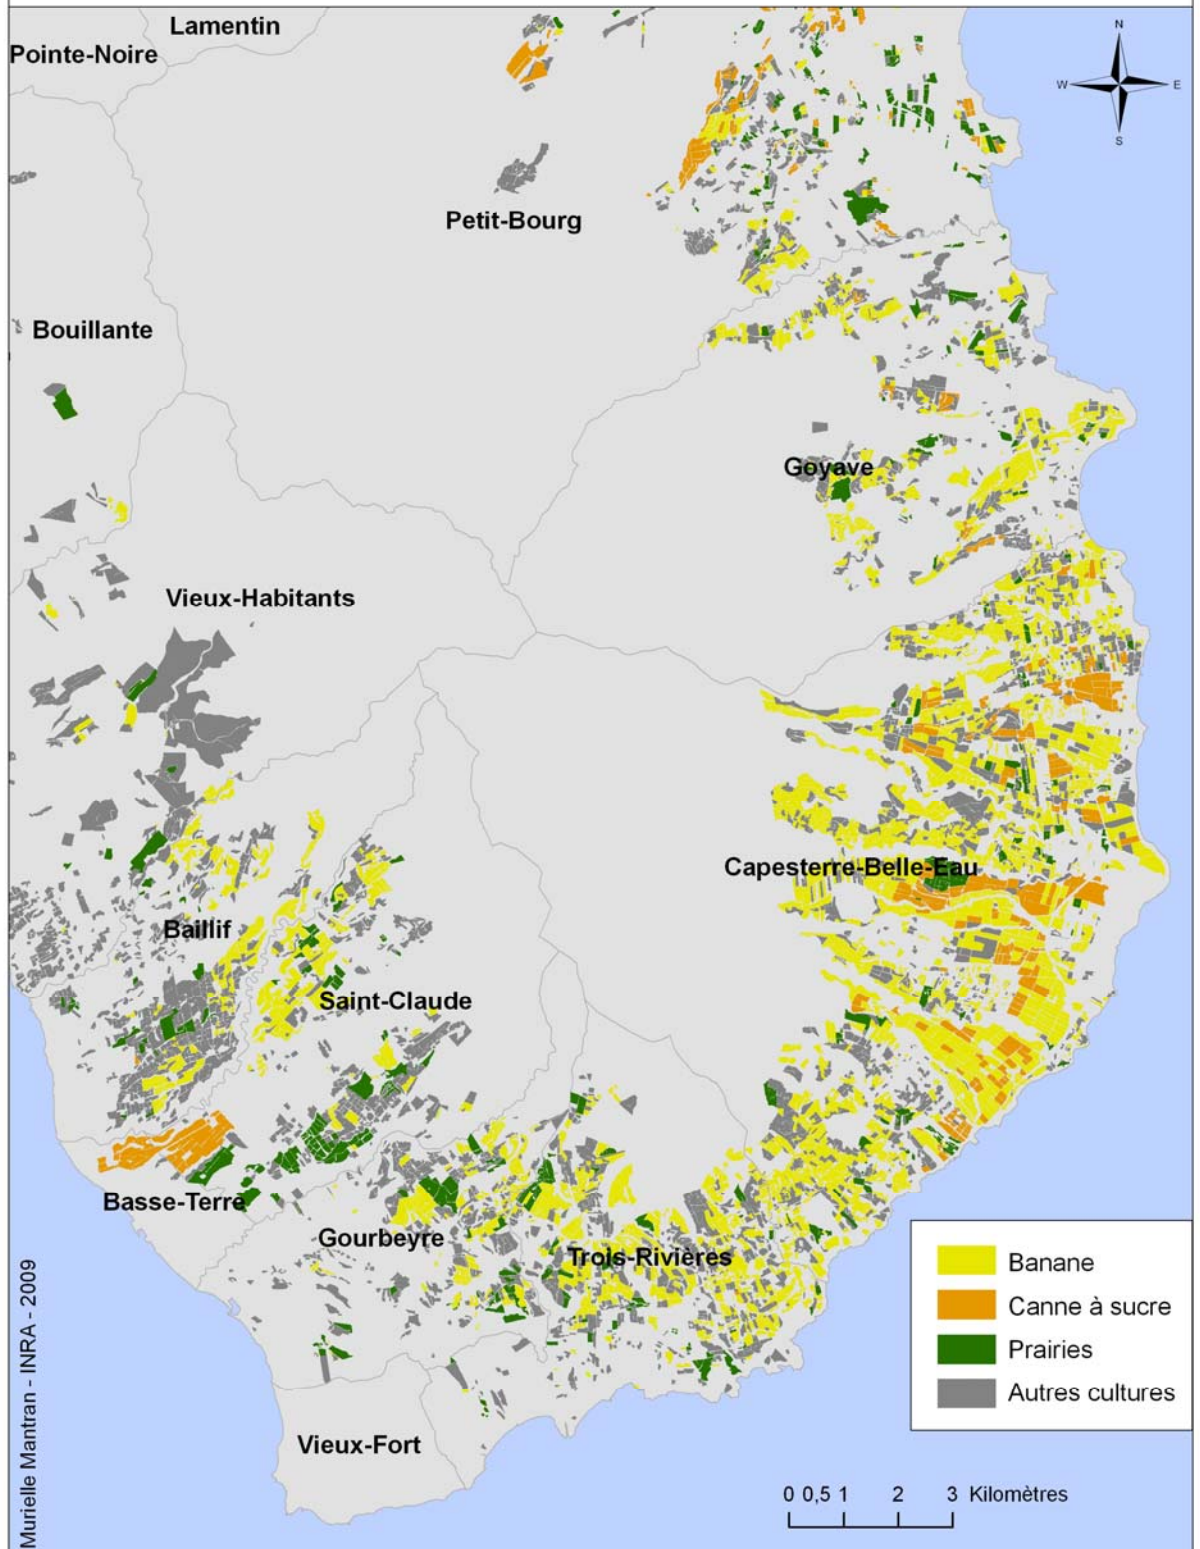 Lamentin
Pointe-Noire
N
W
E
S
Petit-Bourg
Bouillante
Goyave
Vieux-Habitants
Capesterre-Belle-Eau
Baillif
Saint-Claude
Basse-Terre
Gourbeyre
Trois-Rivières
Vieux-Fort
Banane
Canne à sucre
Prairies
Autres cultures
0 0,5 1 2 3 Kilomètres
Murielle Mantran - INRA - 2009